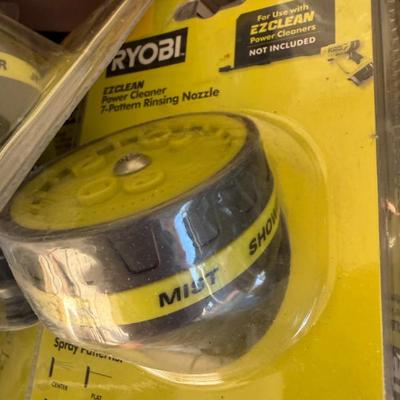 For Use with
EZCLEAN
Power Cleaners
NOT INCLUDED
RYOBI
EZCLEAN
Power Cleaner
7-Pattern Rinsing Nozzle
MIST
SHOW
Spray Patterns:
CENTER
FLAT